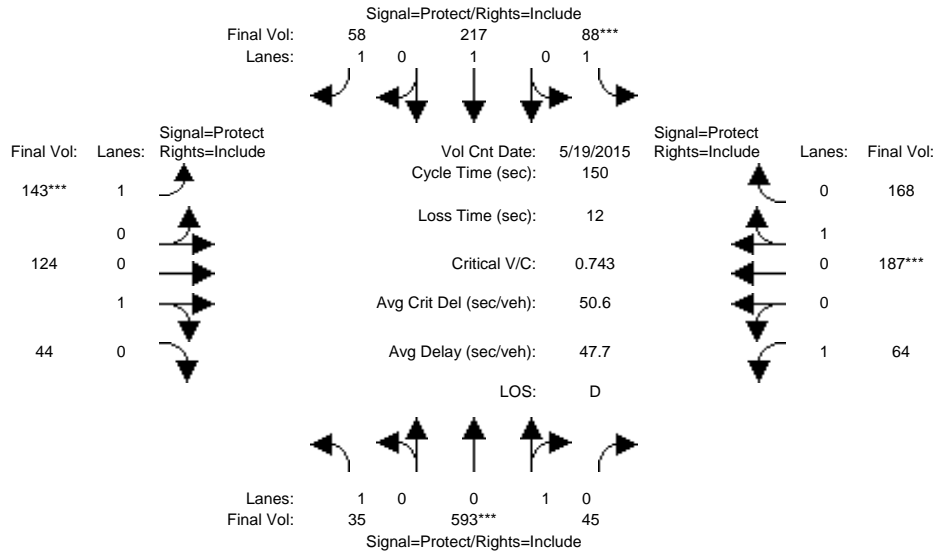 Signal=Protect/Rights=Include
Final Vol: 58 217 88***
Lanes: 1 0 1 0 1
Signal=Protect Signal=Protect
Final Vol: Lanes: Rights=Include Vol Cnt Date: 5/19/2015 Rights=Include Lanes: Final Vol:
Cycle Time (sec): 150
143*** 1 0 168
Loss Time (sec): 12
0 1
124 0 Critical V/C: 0.743 0 187***
1 Avg Crit Del (sec/veh): 50.6 0
44 0 Avg Delay (sec/veh): 47.7 1 64
LOS: D
Lanes: 1 0 0 1 0
Final Vol: 35 593*** 45
Signal=Protect/Rights=Include